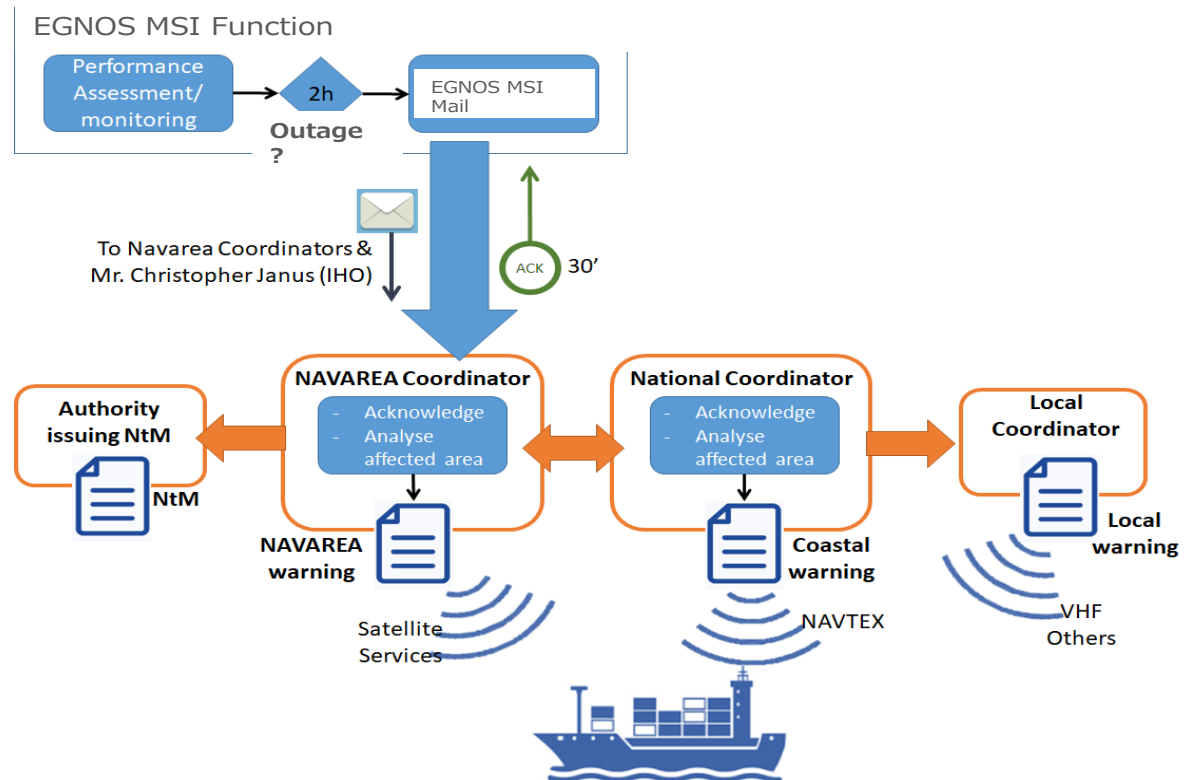 EGNOS MSI Function
Performance
Assessment/
monitoring
2h
Outage
?
EGNOS MSI
Mail
To Navarea Coordinators &
Mr. Christopher Janus (IHO)
ACK
30’
Authority
issuing NtM
NtM
NAVAREA Coordinator
- Acknowledge
- Analyse
affected area
NAVAREA
warning
Satellite
Services
National Coordinator
- Acknowledge
- Analyse
affected area
Coastal
warning
NAVTEX
Local
Coordinator
Local
warning
VHF
Others